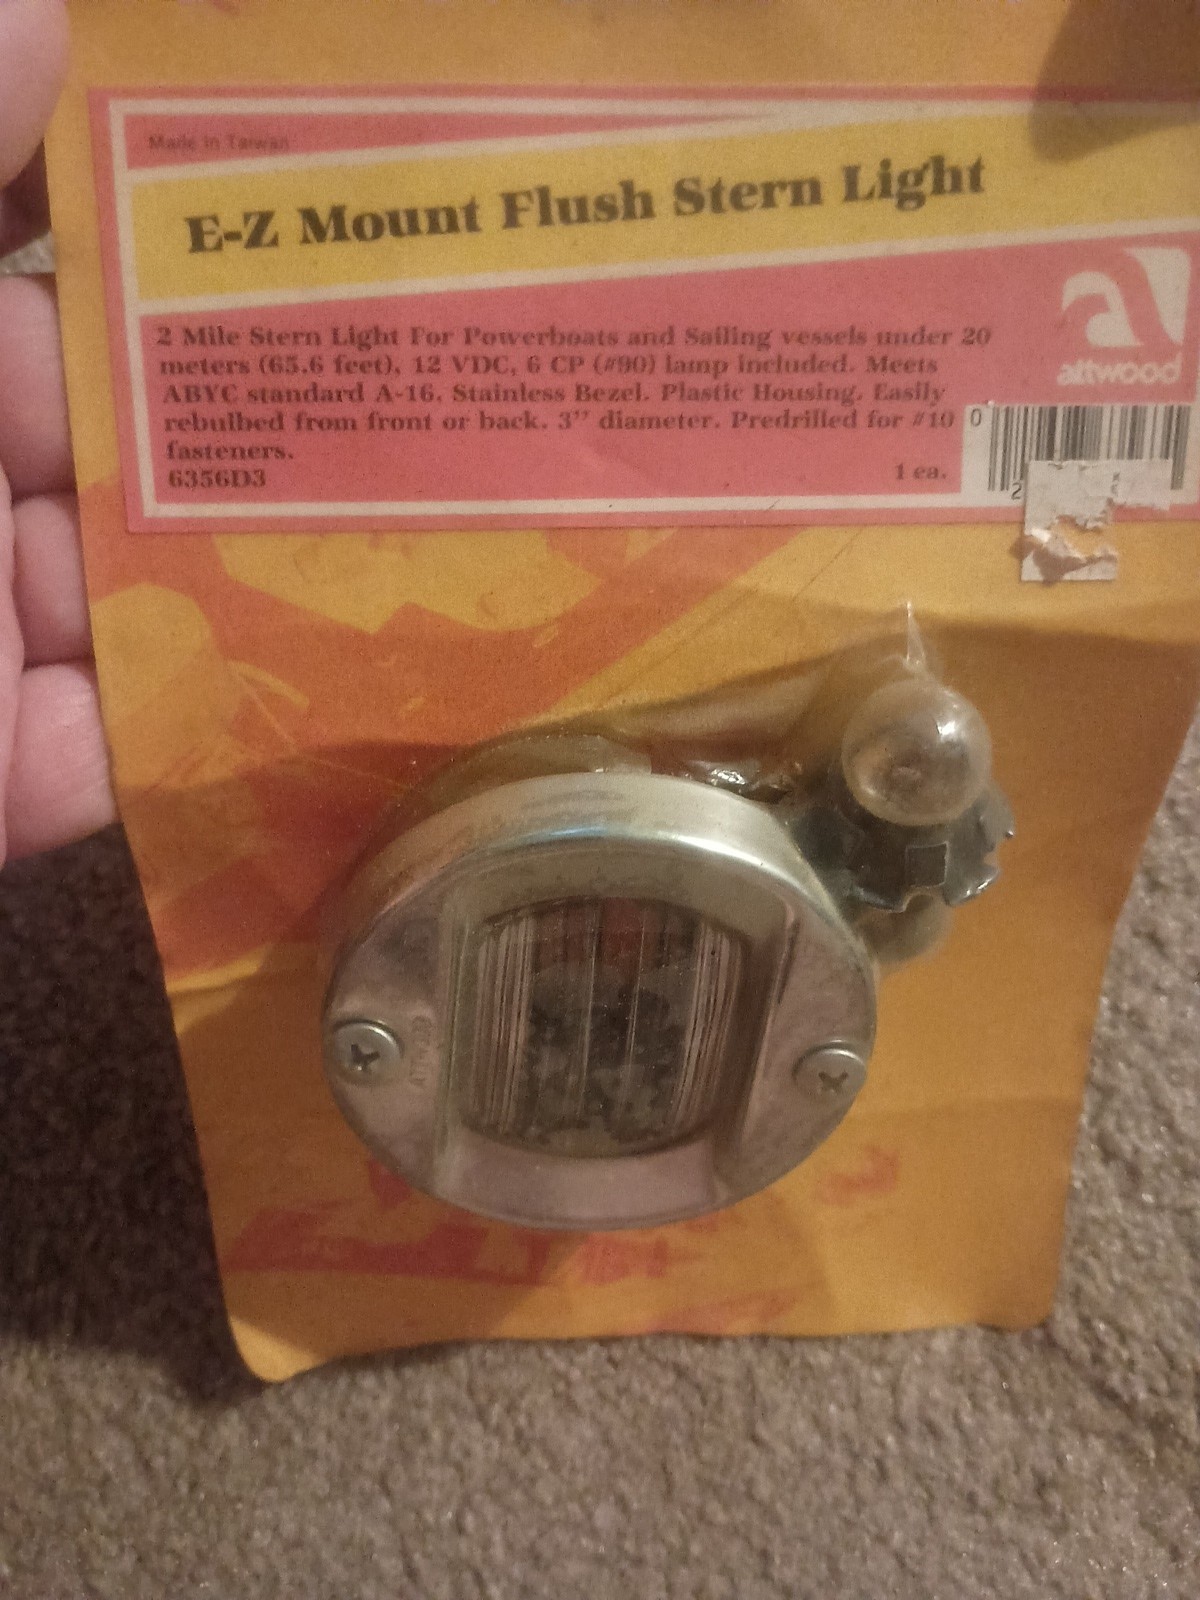 Made in Taiwan
E-Z Mount Flush Stern Light
2 Mile Stern Light For Powerboats and Sailing vessels under 20
meters (65.6 feet), 12 VDC, 6 CP (#90) lamp included. Meets
ABYC standard A-16. Stainless Bezel. Plastic Housing. Easily
rebulbed from front or back. 3” diameter. Predrilled for #10
fasteners.
6356D3
1 ea.
attwood
0
2